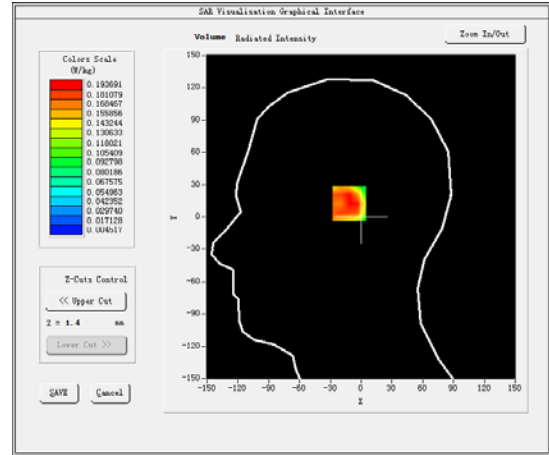 SAR Visualisation Graphical Interface
Volume Radiated Intensity
Zoom In/Out
Colors Scale
(W/kg)
0.193691
0.181079
0.168467
0.155856
0.143244
0.130633
0.118021
0.105409
0.092798
0.080186
0.067575
0.054963
0.042352
0.029740
0.017128
0.004517
Z-Cuts Control
<< Upper Cut
Z = 1.4 mm
Lower Cut >>
SAVE Cancel
150
120
90
60
30
Y 0
-30
-60
-90
-120
-150
-150 -120 -90 -60 -30 0 30 60 90 120 150
X